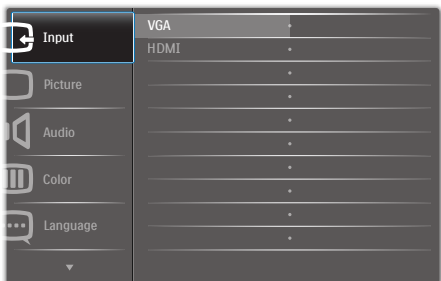 Input
Picture
Audio
Color
Language
VGA
HDMI